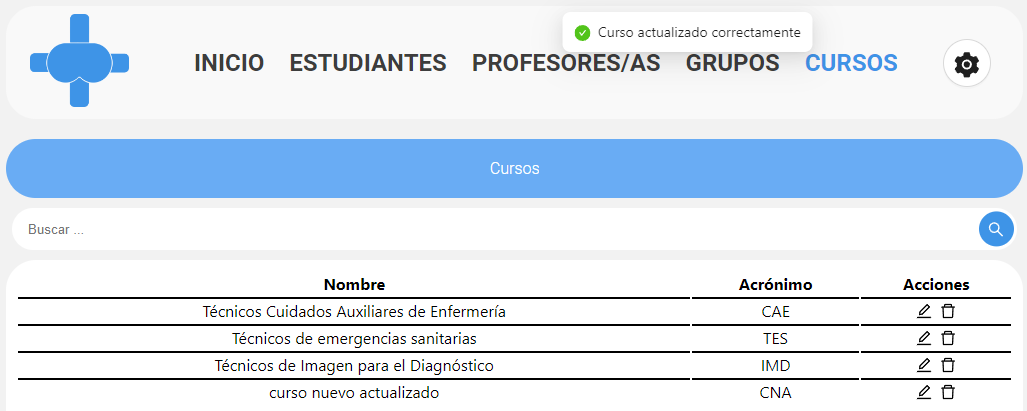 Curso actualizado correctamente
INICIO ESTUDIANTES PROFESORES/AS GRUPOS CURSOS
Cursos
Buscar ...
Nombre Acrónimo Acciones
Técnicos Cuidados Auxiliares de Enfermería CAE
Técnicos de emergencias sanitarias TES
Técnicos de Imagen para el Diagnóstico IMD
curso nuevo actualizado CNA